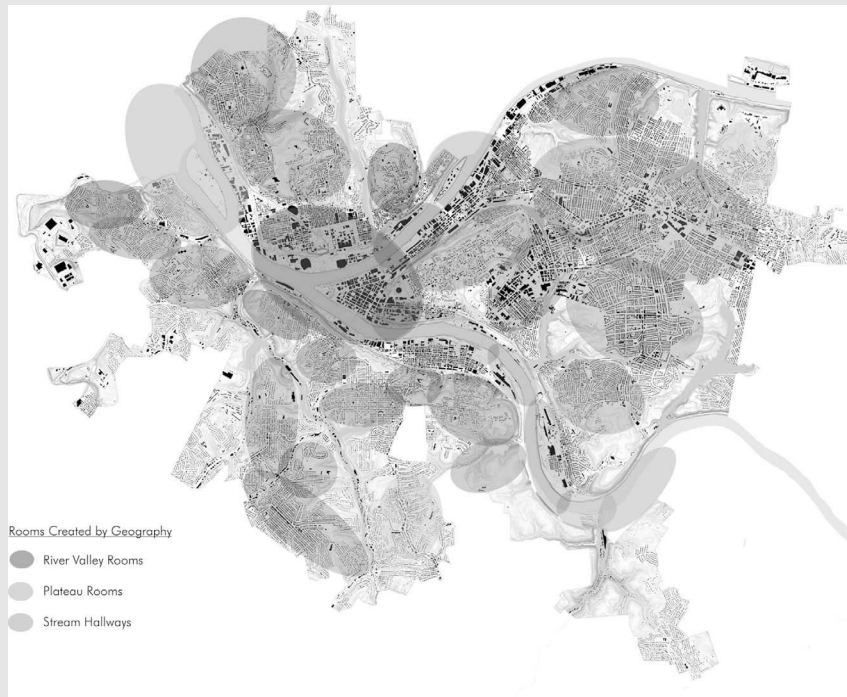 Rooms Created by Geography
River Valley Rooms
Plateau Rooms
Stream Hallways